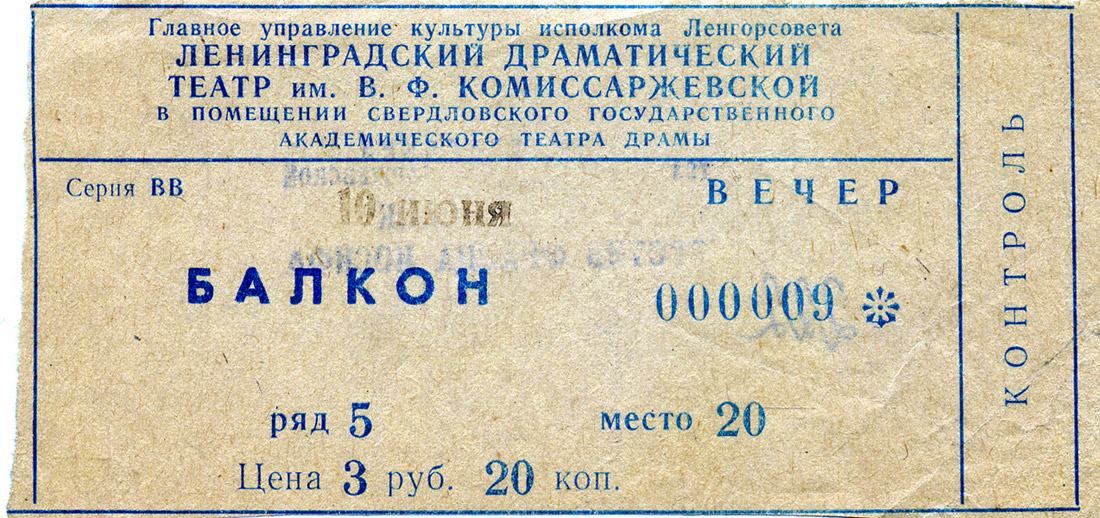 Главное управление культуры исполкома Ленгорсовета
ЛЕНИНГРАДСКИЙ ДРАМАТИЧЕСКИЙ
ТЕАТР им. В. Ф. КОМИССАРЖЕВСКОЙ
В ПОМЕЩЕНИИ СВЕРДЛОВСКОГО ГОСУДАРСТВЕННОГО
АКАДЕМИЧЕСКОГО ТЕАТРА ДРАМЫ
Серия ВВ
ВЕЧЕР
10 июня
БАЛКОН
000009
ряд 5 место 20
Цена 3 руб. 20 коп.
КОНТРОЛЬ